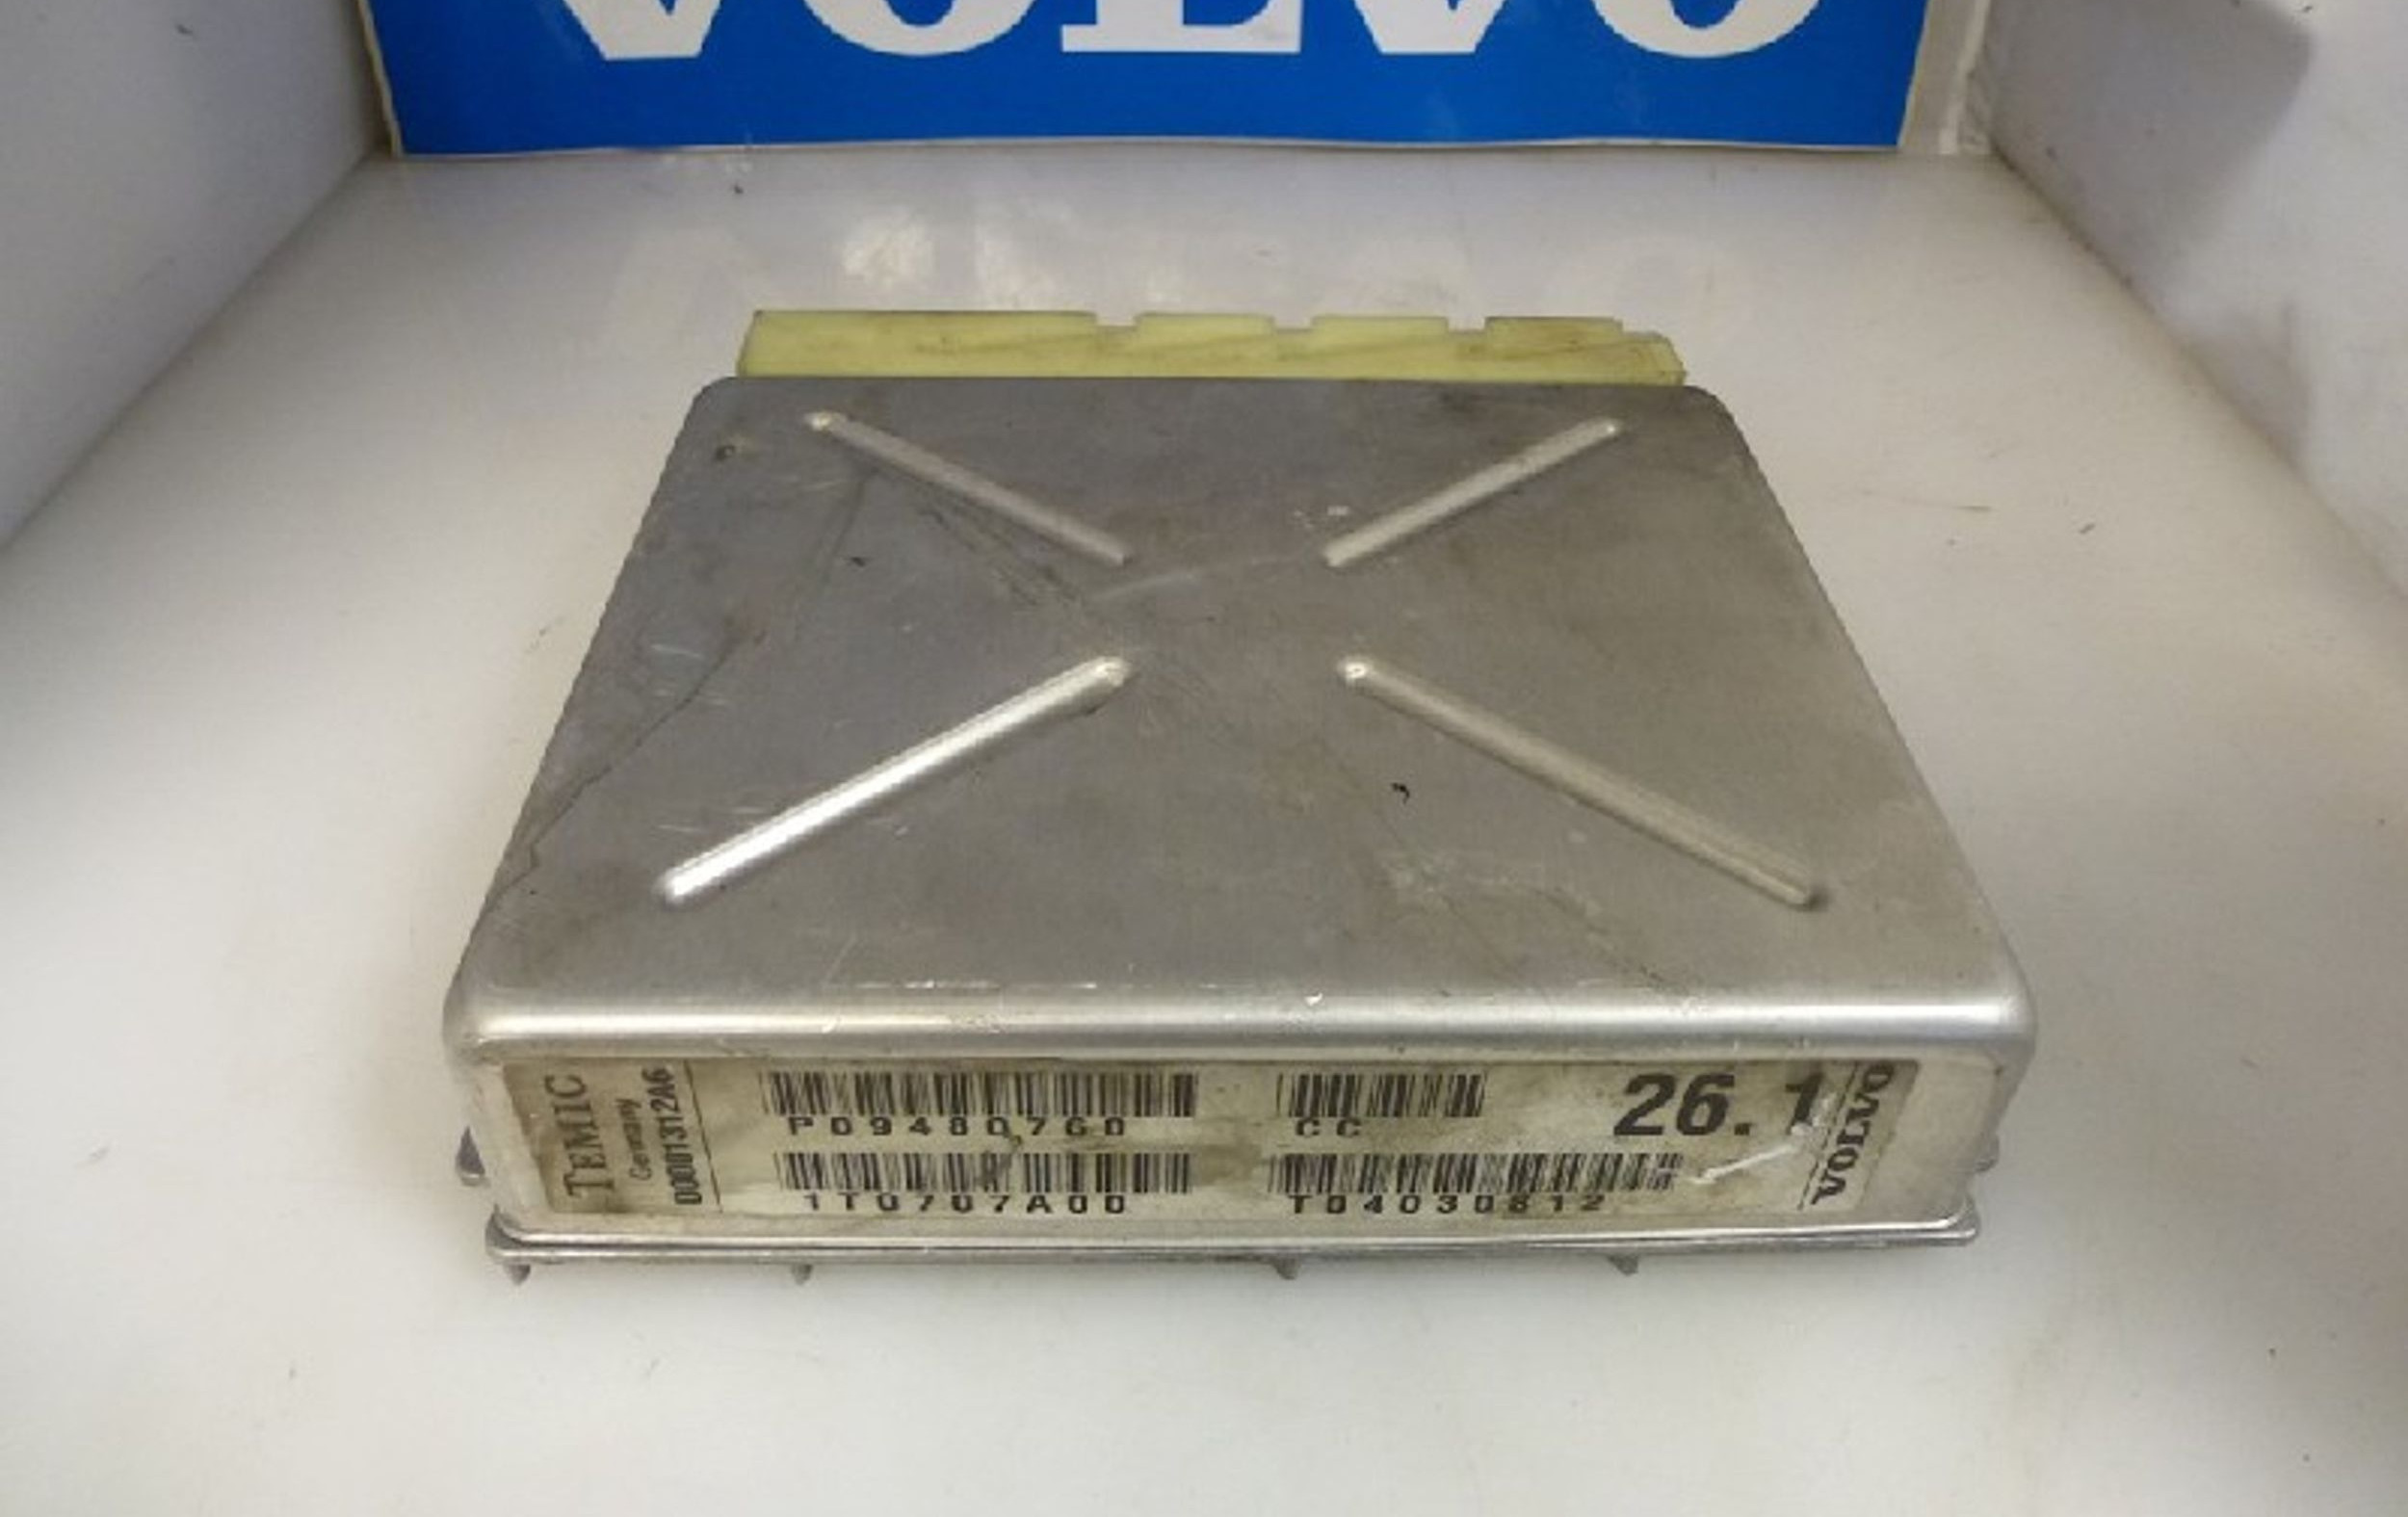 VOLVO
TEMIC
Germany
00001312A6
P09480760
CC
26.1
1T0707A00
T04030812
VOLVO